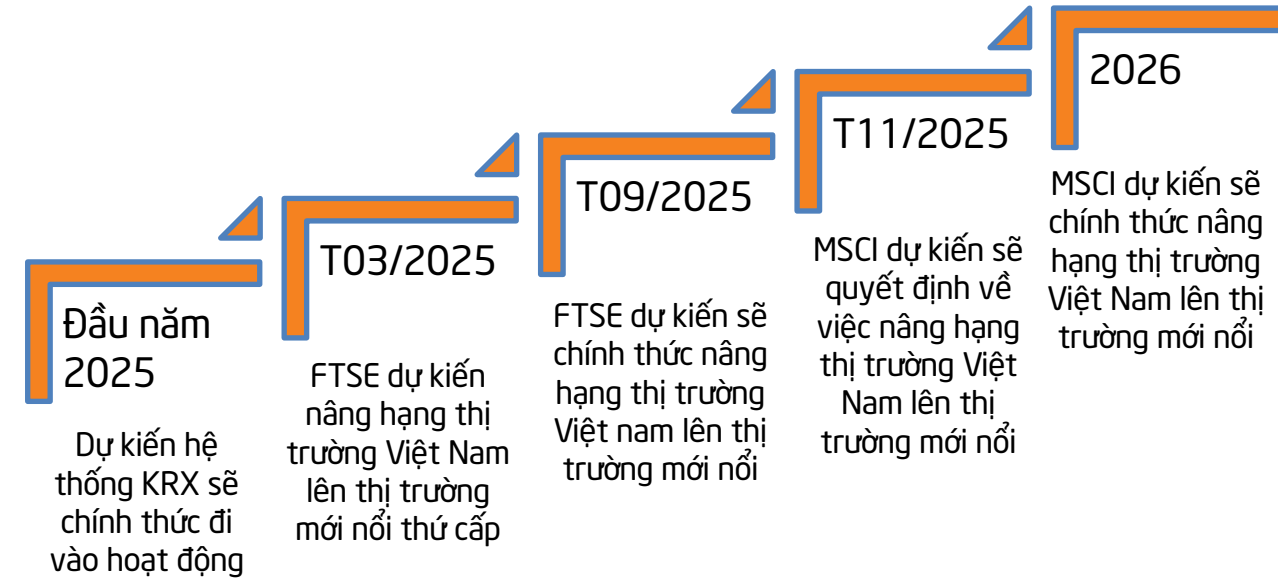 Đầu năm
2025
Dự kiến hệ
thống KRX sẽ
chính thức đi
vào hoạt động
T03/2025
FTSE dự kiến
nâng hạng thị
trường Việt Nam
lên thị trường
mới nổi thứ cấp
T09/2025
FTSE dự kiến sẽ
chính thức nâng
hạng thị trường
Việt nam lên thị
trường mới nổi
T11/2025
MSCI dự kiến sẽ
quyết định về
việc nâng hạng
thị trường Việt
Nam lên thị
trường mới nổi
2026
MSCI dự kiến sẽ
chính thức nâng
hạng thị trường
Việt Nam lên thị
trường mới nổi